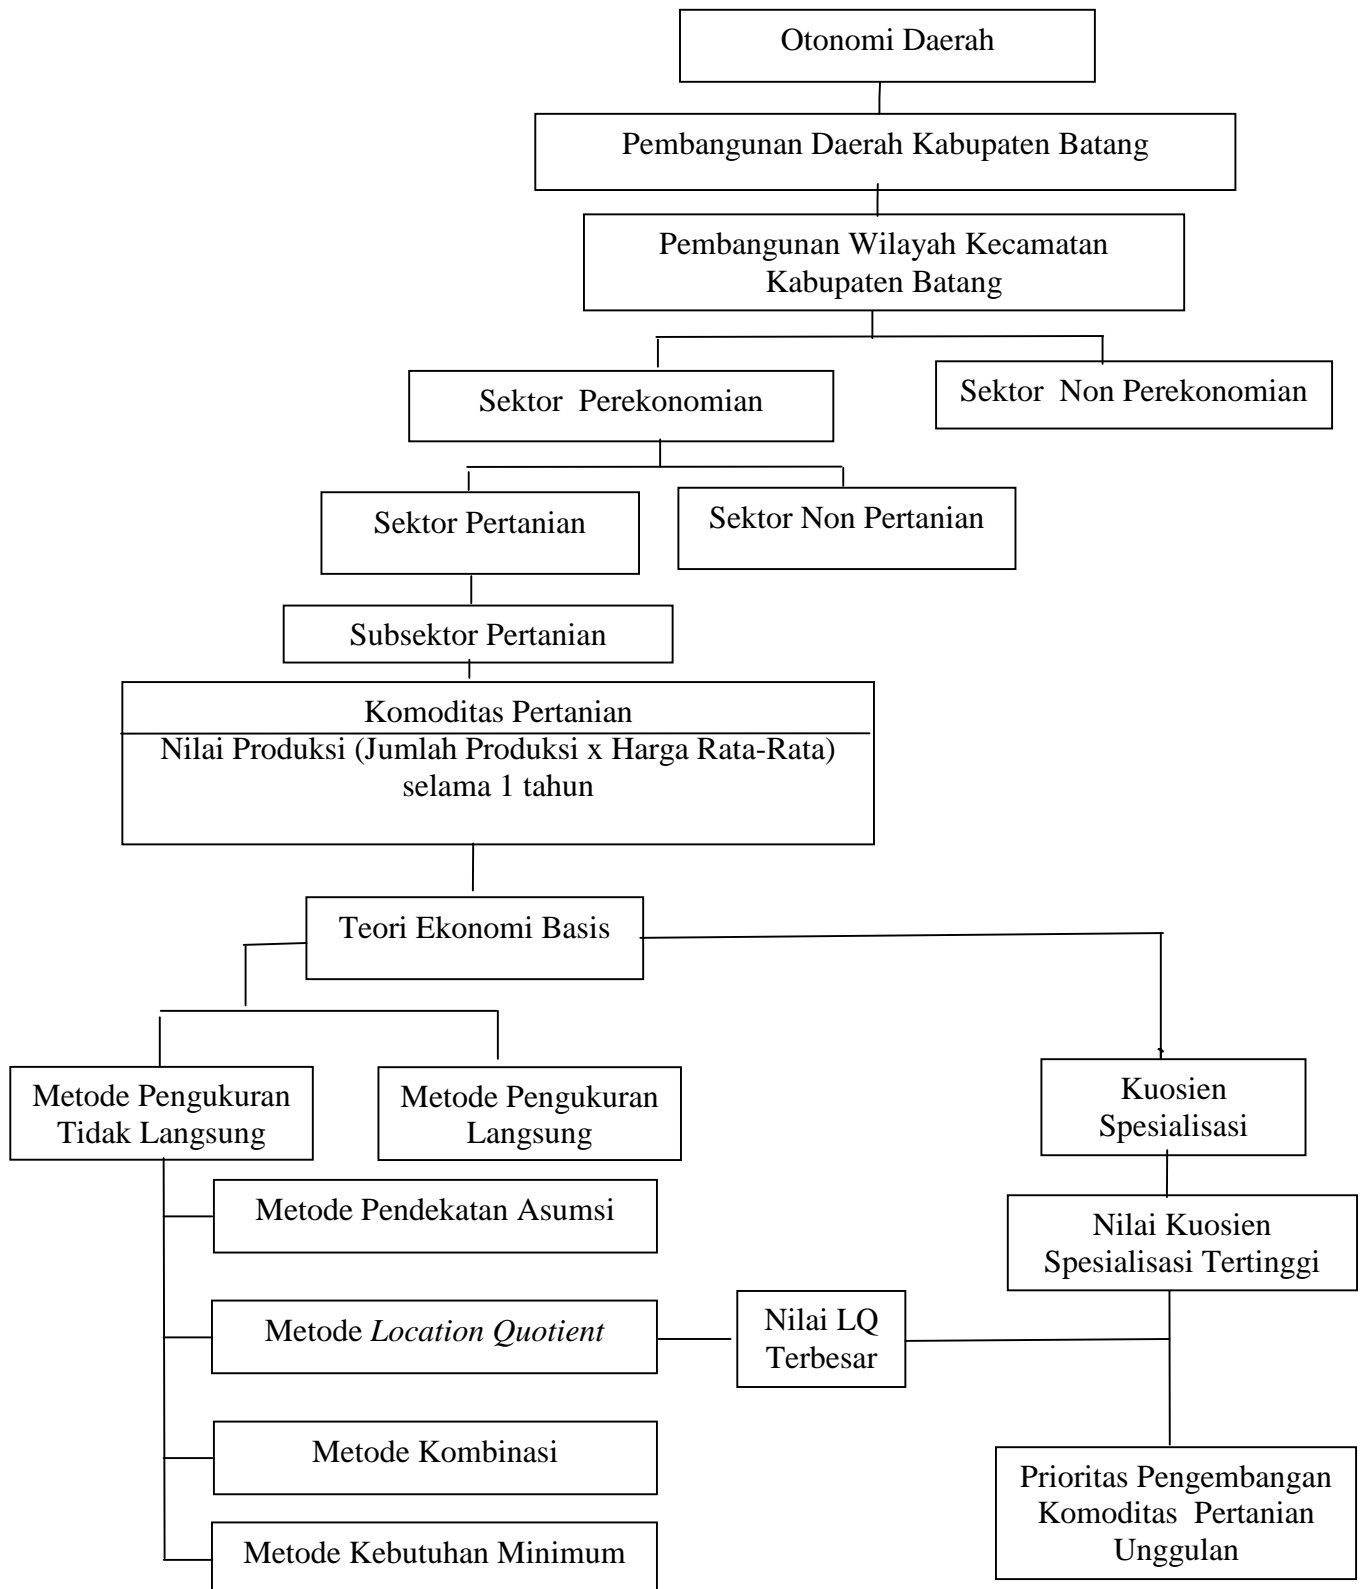 Otonomi Daerah
Pembangunan Daerah Kabupaten Batang
Pembangunan Wilayah Kecamatan
Kabupaten Batang
Sektor Perekonomian
Sektor Non Perekonomian
Sektor Pertanian
Sektor Non Pertanian
Subsektor Pertanian
Komoditas Pertanian
Nilai Produksi (Jumlah Produksi x Harga Rata-Rata)
selama 1 tahun
Teori Ekonomi Basis
Metode Pengukuran
Tidak Langsung
Metode Pengukuran
Langsung
Kuosien
Spesialisasi
Metode Pendekatan Asumsi
Nilai Kuosien
Spesialisasi Tertinggi
Metode Location Quotient
Nilai LQ
Terbesar
Metode Kombinasi
Prioritas Pengembangan
Komoditas Pertanian
Unggulan
Metode Kebutuhan Minimum